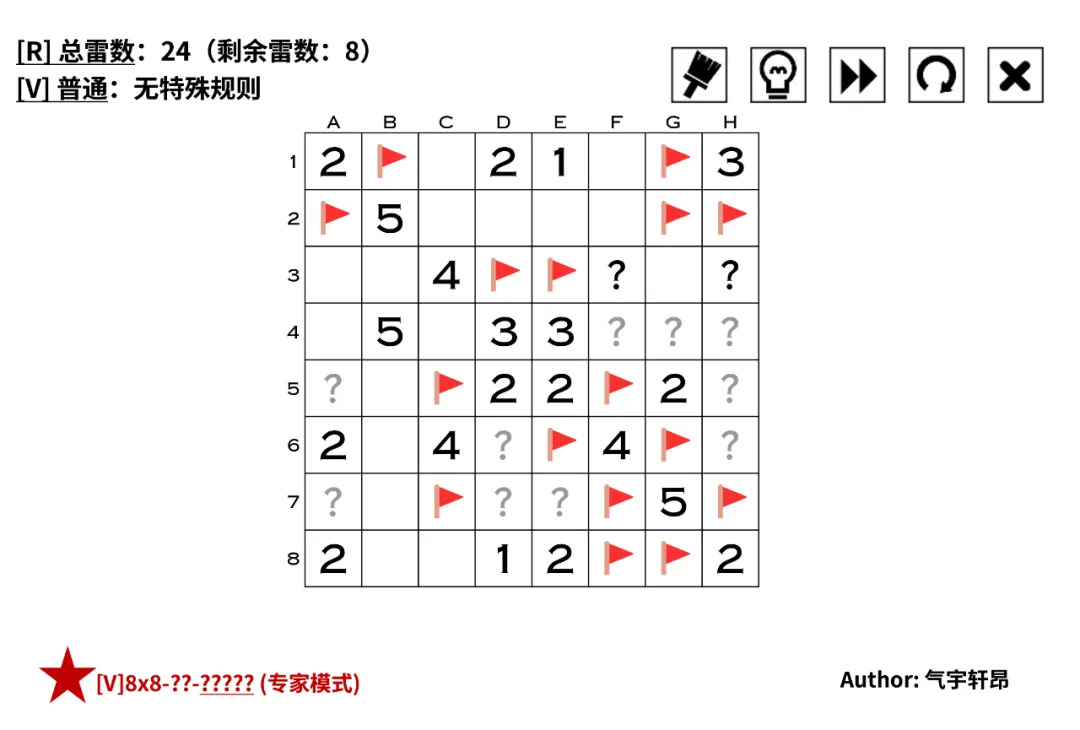 [R] 总雷数：24（剩余雷数：8）
[V] 普通：无特殊规则
A B C D E F G H
1 2 2 1 3
2 5
3 4 ? ?
4 5 3 3 ? ? ?
5 ? 2 2 2 ?
6 2 4 ? 4 ?
7 ? ? ? 5
8 2 1 2 2
[V]8x8-??-????? (专家模式)
Author: 气宇轩昂